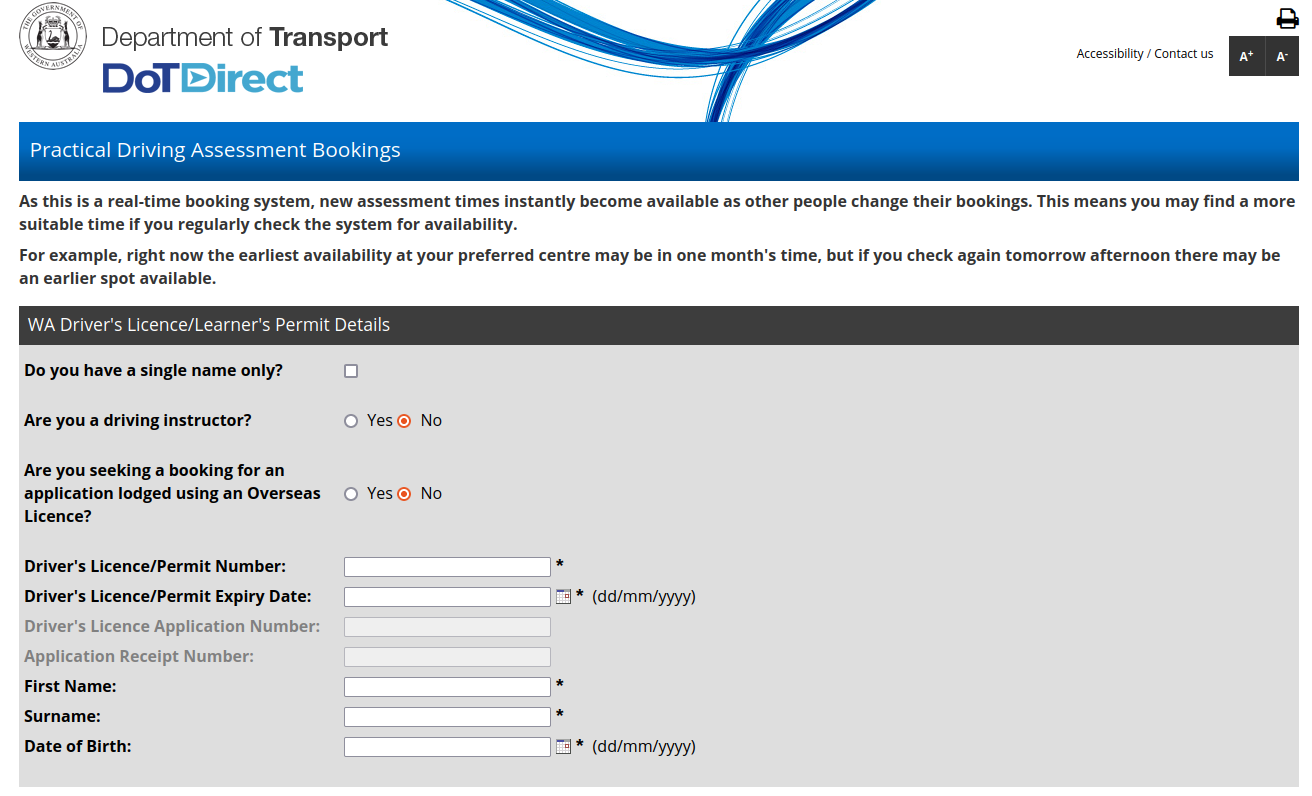 THE GOVERNMENT OF
WESTERN AUSTRALIA
Department of Transport
DoTDirect
Accessibility / Contact us
A+ A-
Practical Driving Assessment Bookings
As this is a real-time booking system, new assessment times instantly become available as other people change their bookings. This means you may find a more
suitable time if you regularly check the system for availability.
For example, right now the earliest availability at your preferred centre may be in one month's time, but if you check again tomorrow afternoon there may be
an earlier spot available.
WA Driver's Licence/Learner's Permit Details
Do you have a single name only?
Are you a driving instructor? Yes No
Are you seeking a booking for an
application lodged using an Overseas Yes No
Licence?
Driver's Licence/Permit Number: *
Driver's Licence/Permit Expiry Date: * (dd/mm/yyyy)
Driver's Licence Application Number:
Application Receipt Number:
First Name: *
Surname: *
Date of Birth: * (dd/mm/yyyy)